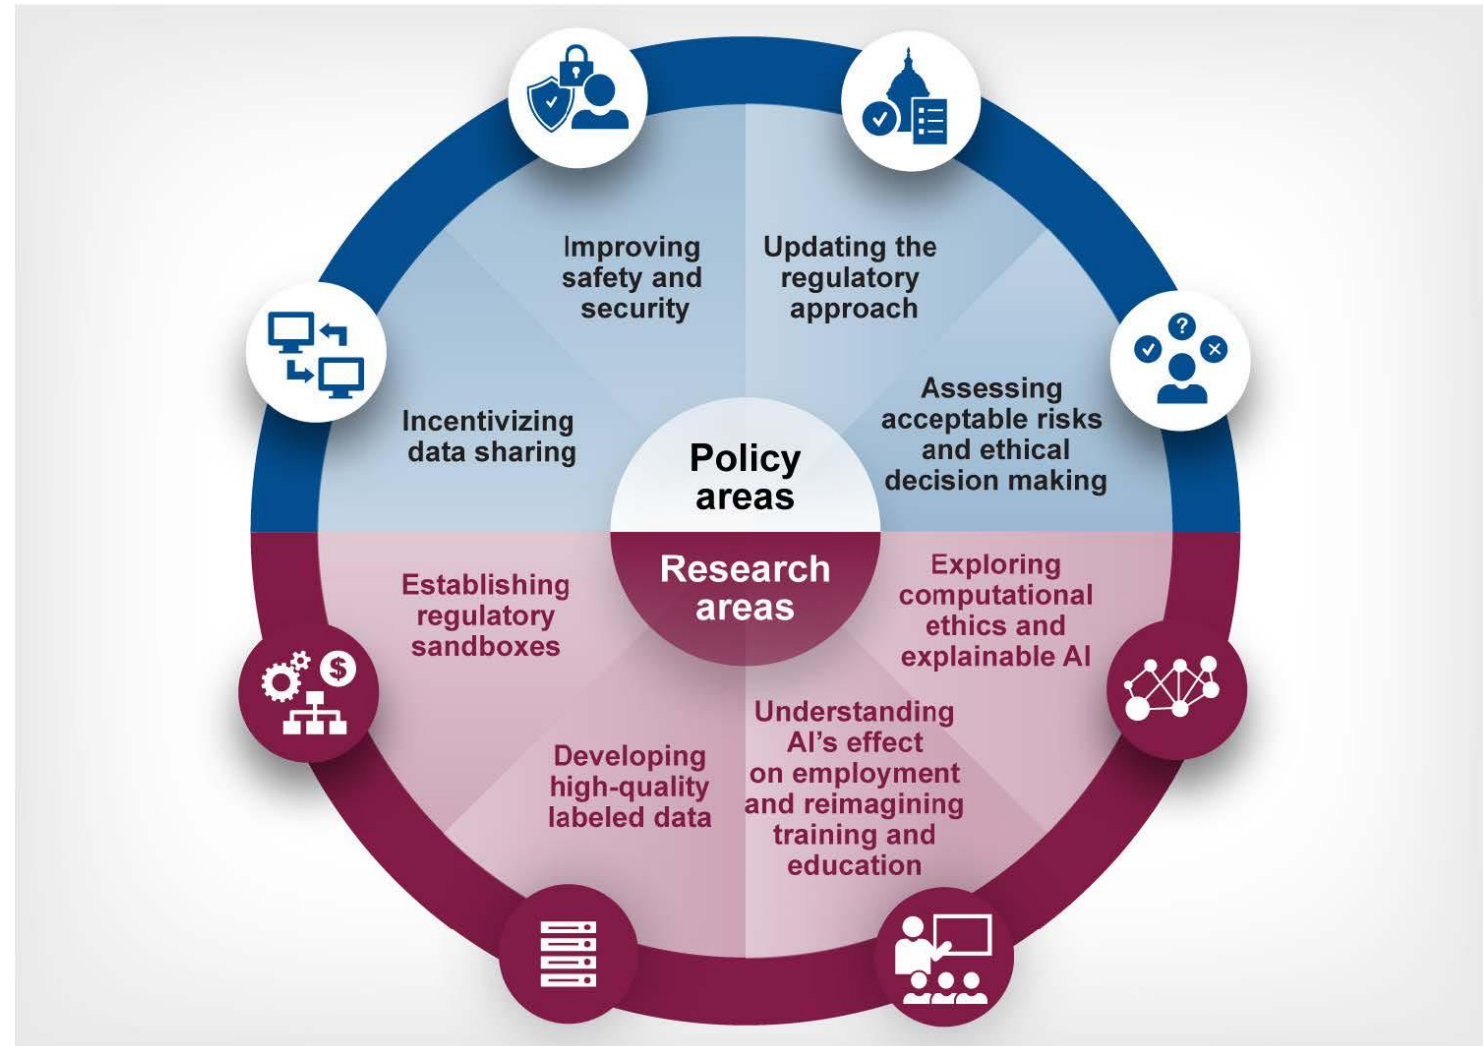 Improving
safety and
security
Updating the
regulatory
approach
Incentivizing
data sharing
Assessing
acceptable risks
and ethical
decision making
Policy
areas
Research
areas
Establishing
regulatory
sandboxes
Exploring
computational
ethics and
explainable AI
Developing
high-quality
labeled data
Understanding
AI’s effect
on employment
and reimagining
training and
education
?
$